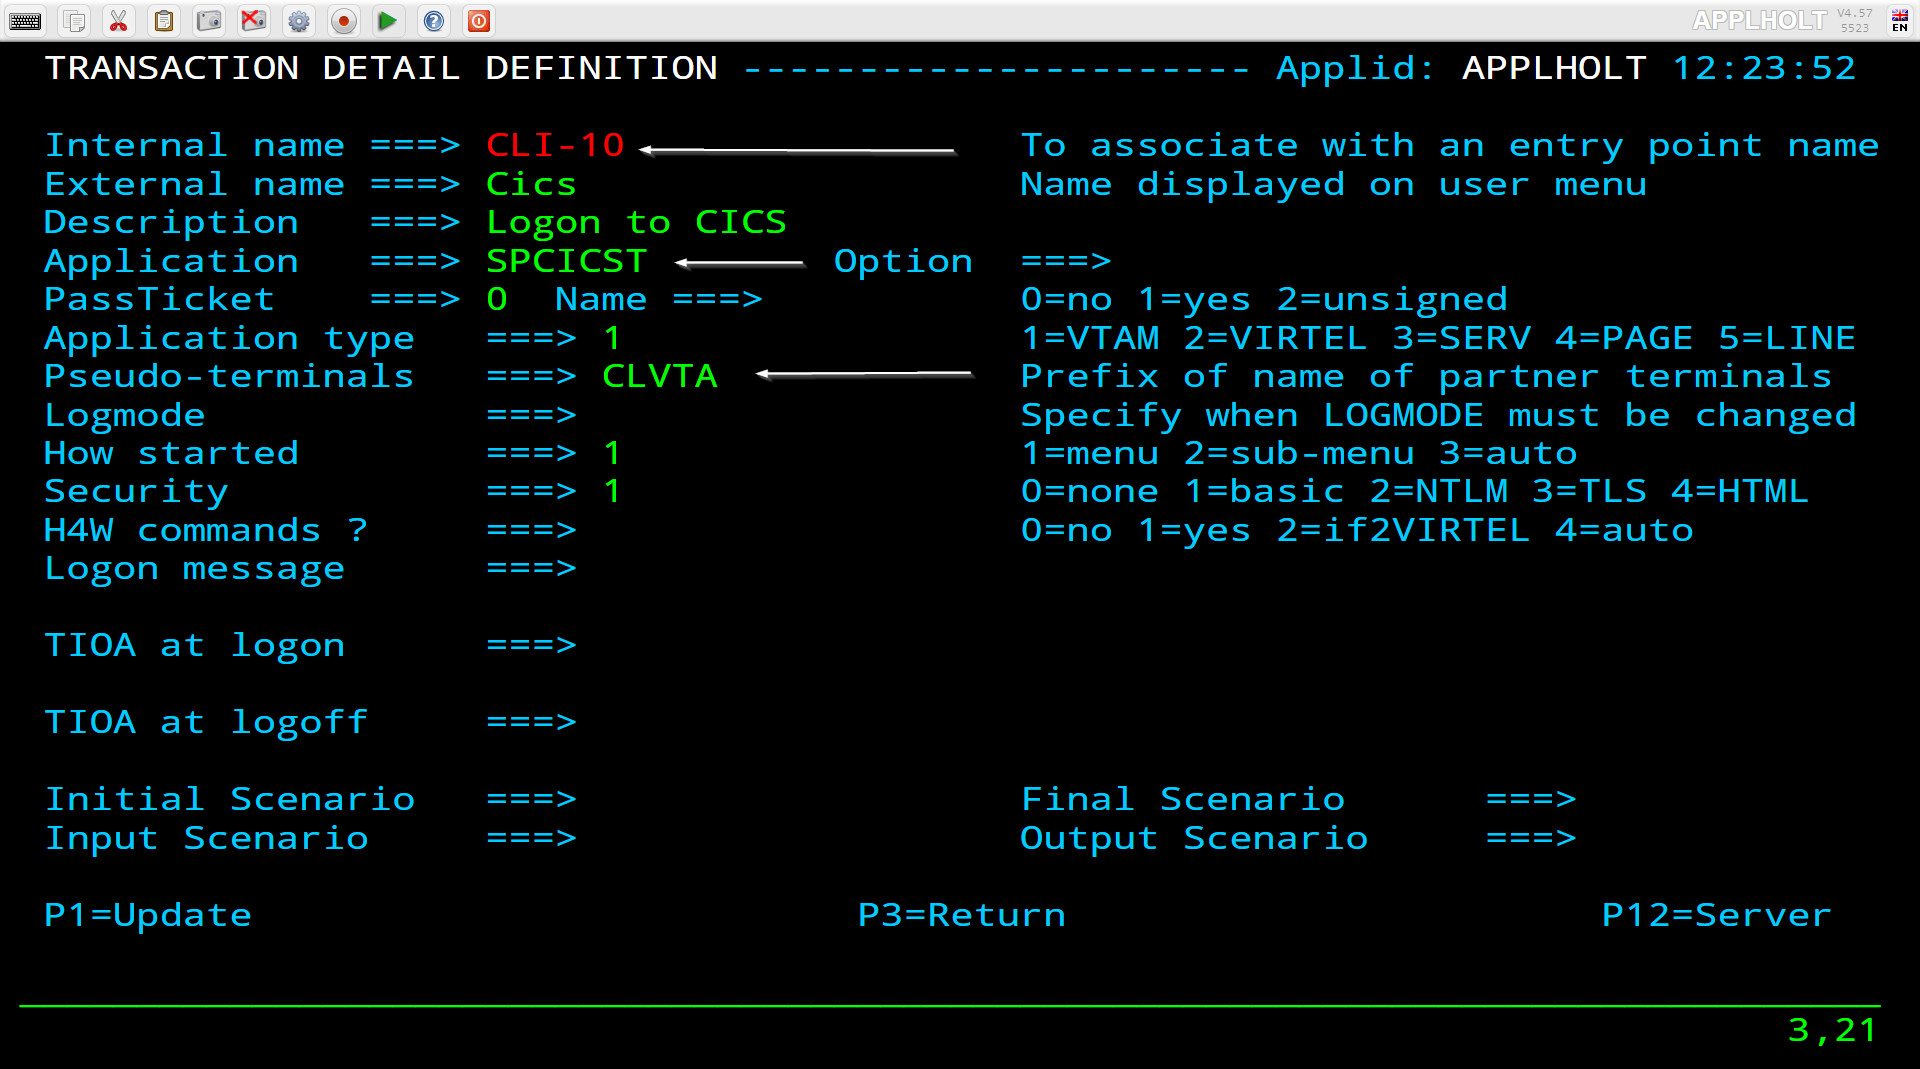 APPLHOLT V4.57 5523 EN
TRANSACTION DETAIL DEFINITION ---------------------- Applid: APPLHOLT 12:23:52
Internal name ===> CLI-10 To associate with an entry point name
External name ===> Cics Name displayed on user menu
Description ===> Logon to CICS
Application ===> SPCICST Option ===>
PassTicket ===> 0 Name ===> 0=no 1=yes 2=unsigned
Application type ===> 1 1=VTAM 2=VIRTEL 3=SERV 4=PAGE 5=LINE
Pseudo-terminals ===> CLVTA Prefix of name of partner terminals
Logmode ===> Specify when LOGMODE must be changed
How started ===> 1 1=menu 2=sub-menu 3=auto
Security ===> 1 0=none 1=basic 2=NTLM 3=TLS 4=HTML
H4W commands ? ===> 0=no 1=yes 2=if2VIRTEL 4=auto
Logon message ===>
TIOA at logon ===>
TIOA at logoff ===>
Initial Scenario ===> Final Scenario ===>
Input Scenario ===> Output Scenario ===>
P1=Update P3=Return P12=Server
3,21